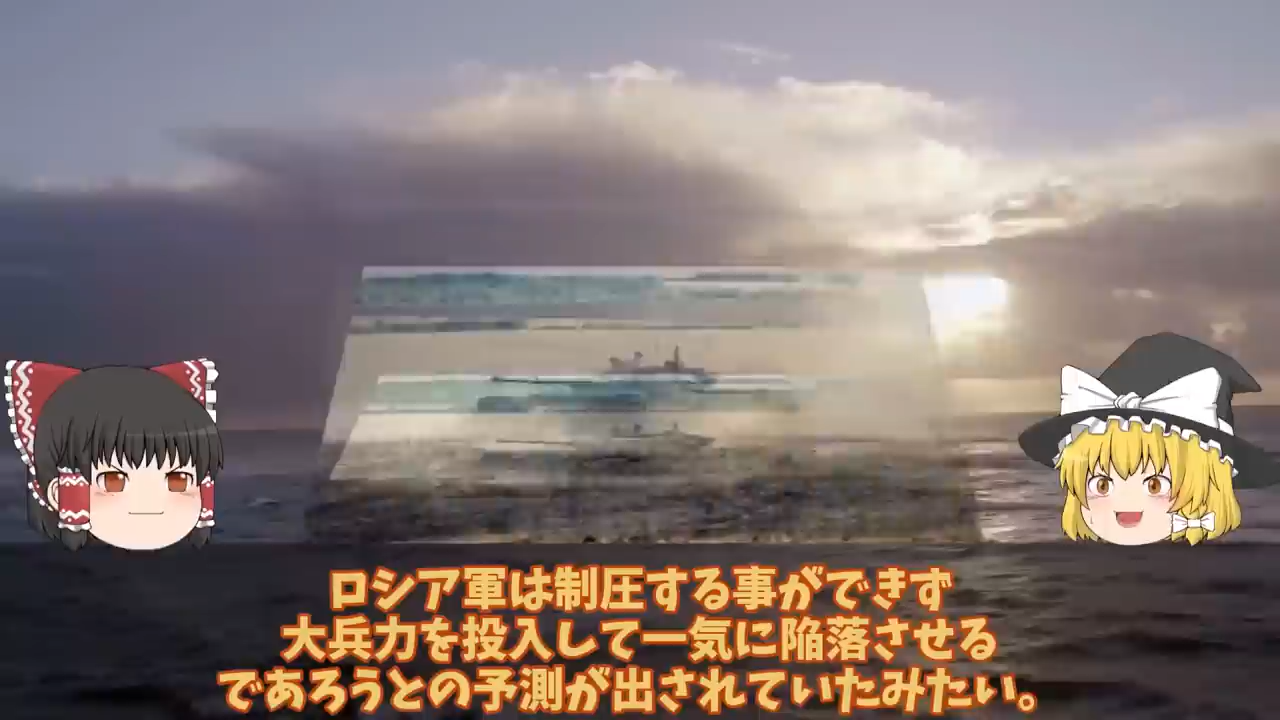 ロシア軍は制圧する事ができず
大兵力を投入して一気に陥落させる
であろうとの予測が出されていたみたい。